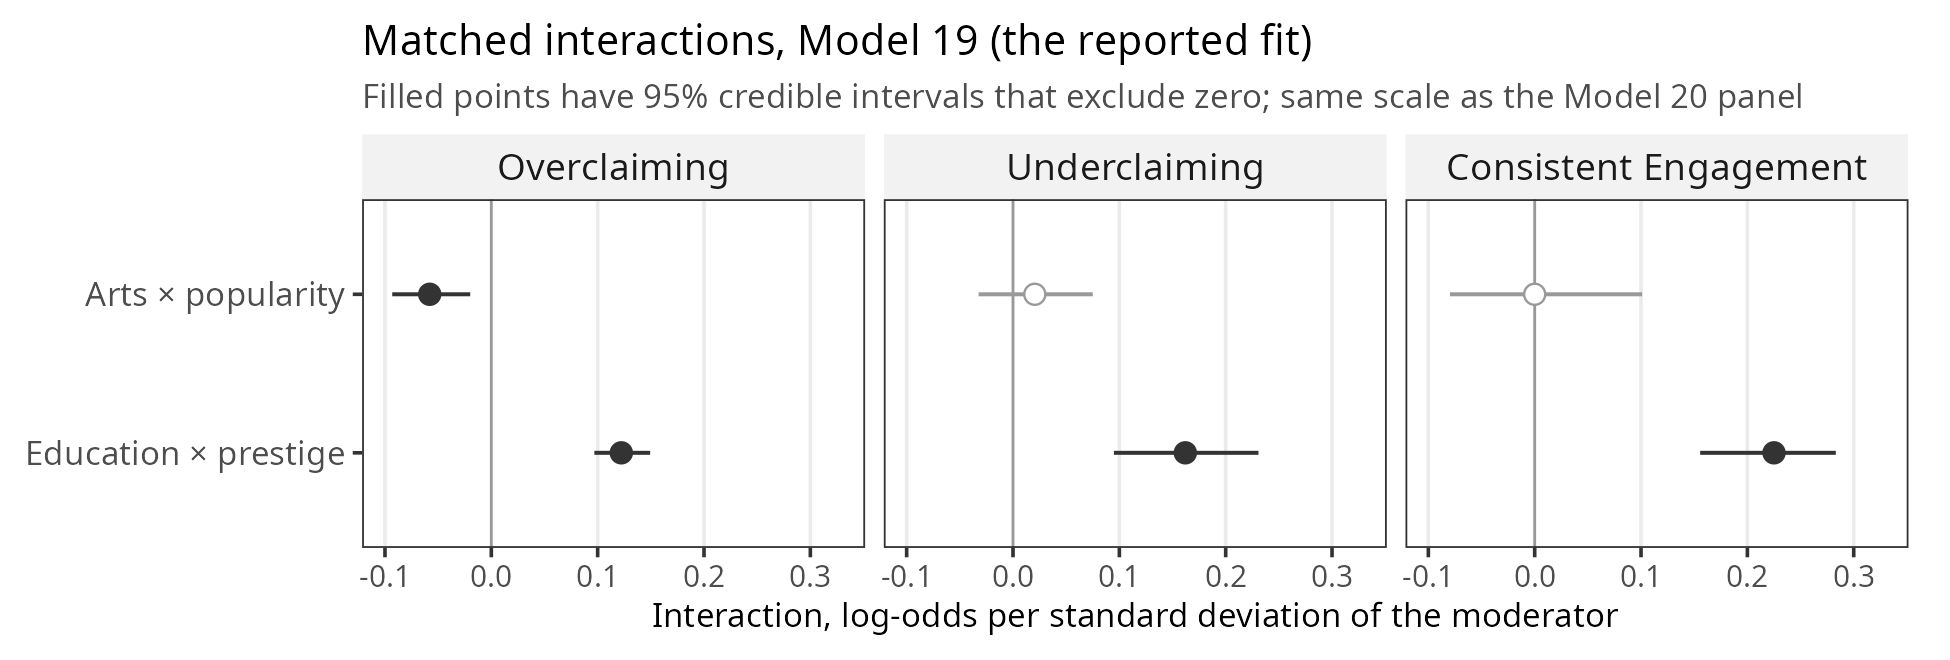 Matched interactions, Model 19 (the reported fit)
Filled points have 95% credible intervals that exclude zero; same scale as the Model 20 panel
Overclaiming Underclaiming Consistent Engagement
Arts × popularity
Education × prestige
-0.1 0.0 0.1 0.2 0.3 -0.1 0.0 0.1 0.2 0.3 -0.1 0.0 0.1 0.2 0.3
Interaction, log-odds per standard deviation of the moderator